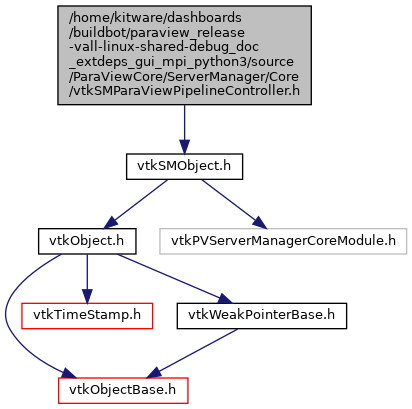 /home/kitware/dashboards
/buildbot/paraview_release
-vall-linux-shared-debug_doc
_extdeps_gui_mpi_python3/source
/ParaViewCore/ServerManager/Core
/vtkSMParaViewPipelineController.h
vtkSMObject.h
vtkObject.h
vtkPVServerManagerCoreModule.h
vtkTimeStamp.h
vtkWeakPointerBase.h
vtkObjectBase.h